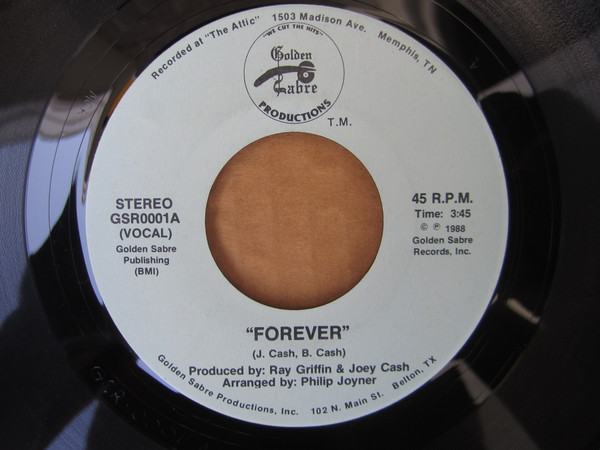 Recorded at "The Attic" 1503 Madison Ave. Memphis, TN
"WE CUT THE HITS"
Golden
Sabre
PRODUCTIONS
T.M.
STEREO
GSR0001A
(VOCAL)
Golden Sabre
Publishing
(BMI)
45 R.P.M.
Time: 3:45
© ℗ 1988
Golden Sabre
Records, Inc.
"FOREVER"
(J. Cash, B. Cash)
Produced by: Ray Griffin & Joey Cash
Arranged by: Philip Joyner
Golden Sabre Productions, Inc. 102 N. Main St. Belton, TX